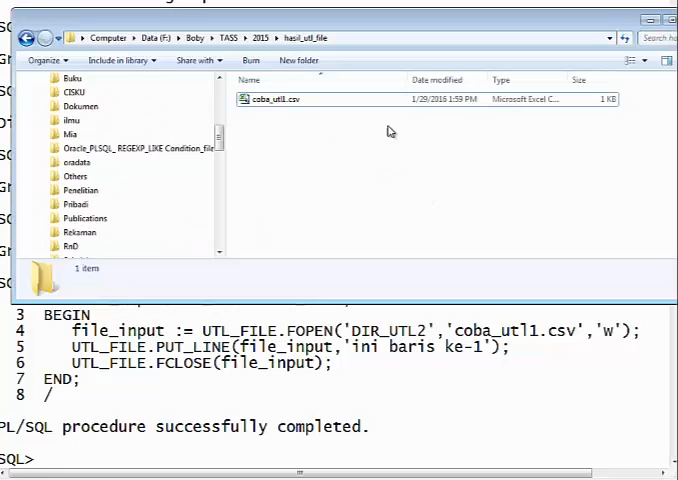 Computer ▸ Data (F:) ▸ Boby ▸ TASS ▸ 2015 ▸ hasil_utl_file
Search ho
Organize ▾ Include in library ▾ Share with ▾ Burn New folder
Name Date modified Type Size
coba_utl1.csv 1/29/2016 1:59 PM Microsoft Excel C... 1 KB
Buku
CISKU
Dokumen
ilmu
Mia
Oracle_PLSQL_ REGEXP_LIKE Condition_file
oradata
Others
Penelitian
Pribadi
Publications
Rekaman
RnD
1 item
3 BEGIN
4 file_input := UTL_FILE.FOPEN('DIR_UTL2','coba_utl1.csv','w');
5 UTL_FILE.PUT_LINE(file_input,'ini baris ke-1');
6 UTL_FILE.FCLOSE(file_input);
7 END;
8 /
PL/SQL procedure successfully completed.
SQL>